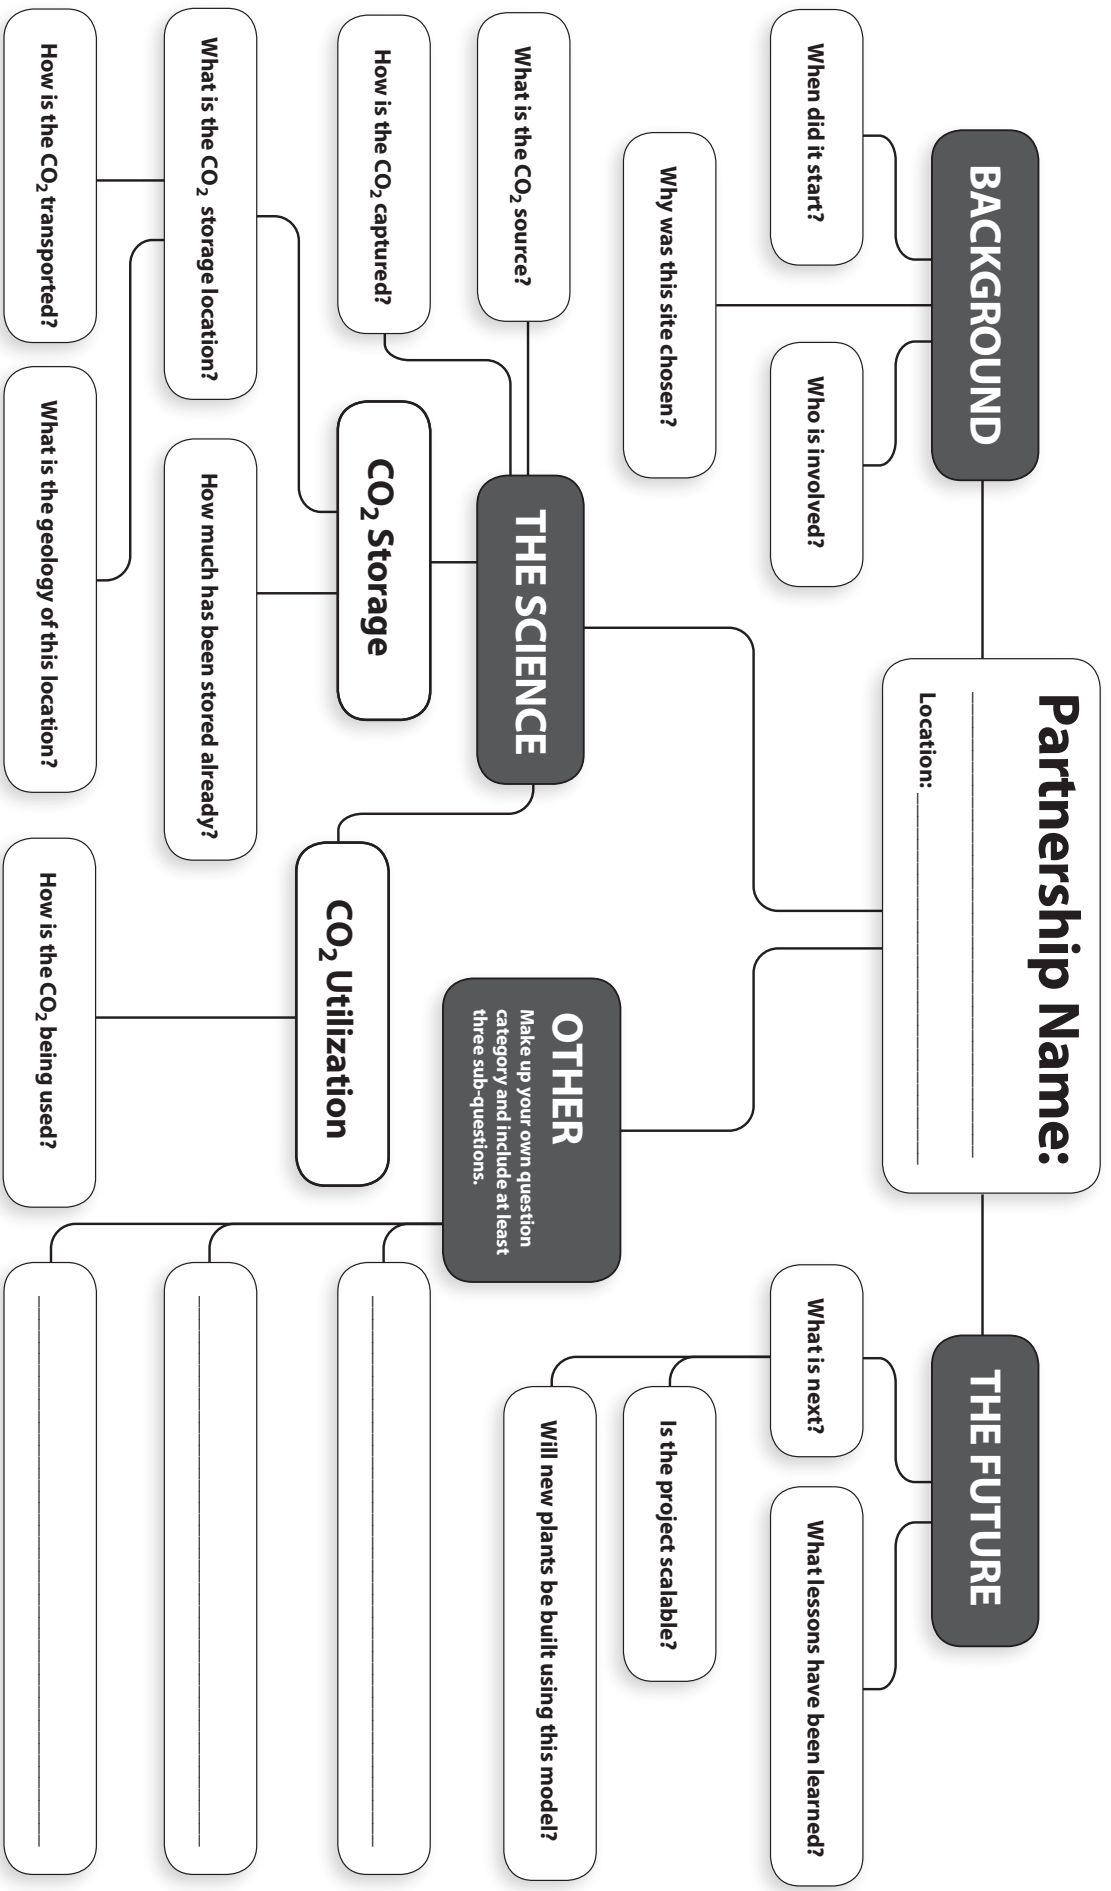 Partnership Name:
Location:
BACKGROUND
When did it start?
Who is involved?
Why was this site chosen?
THE SCIENCE
What is the CO₂ source?
How is the CO₂ captured?
CO₂ Storage
What is the CO₂ storage location?
How much has been stored already?
How is the CO₂ transported?
What is the geology of this location?
CO₂ Utilization
How is the CO₂ being used?
OTHER
Make up your own question
category and include at least
three sub-questions.
THE FUTURE
What is next?
What lessons have been learned?
Is the project scalable?
Will new plants be built using this model?